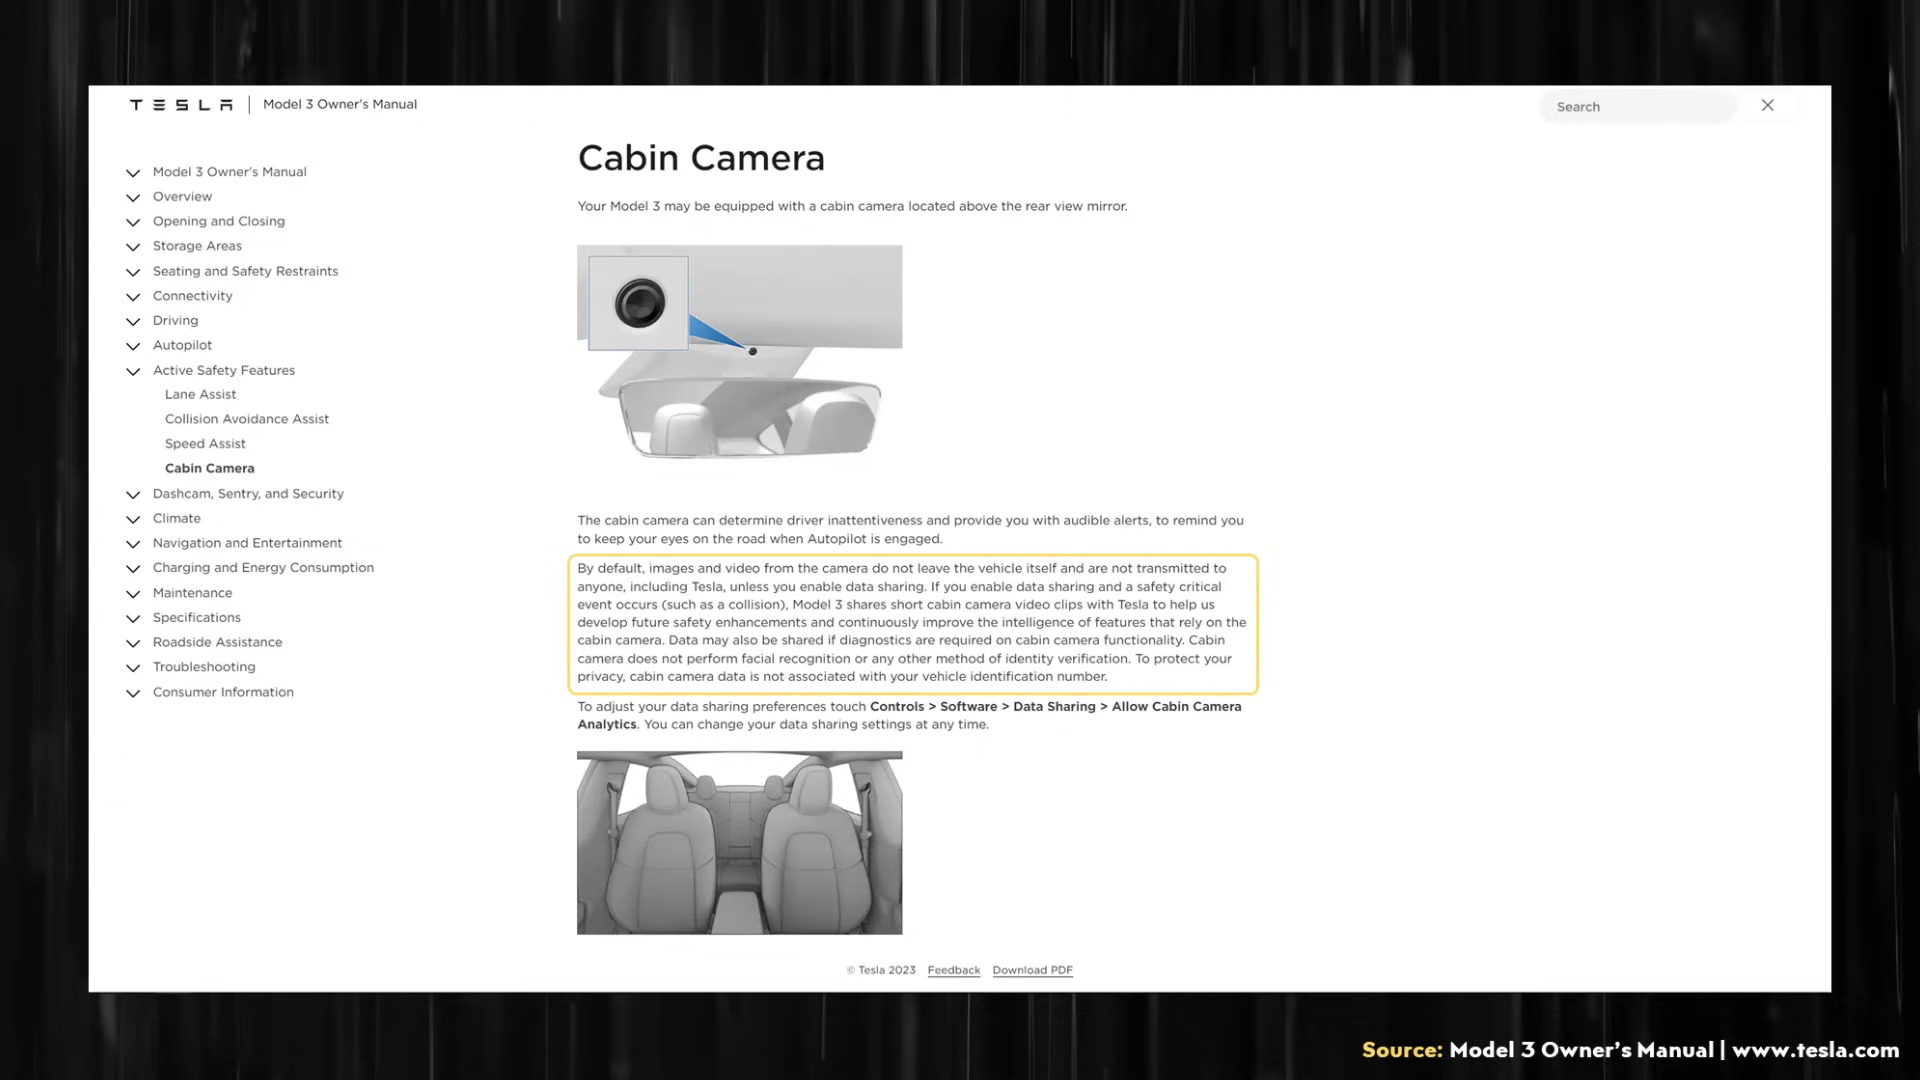 TESLA | Model 3 Owner's Manual
Search
Model 3 Owner's Manual
Overview
Opening and Closing
Storage Areas
Seating and Safety Restraints
Connectivity
Driving
Autopilot
Active Safety Features
Lane Assist
Collision Avoidance Assist
Speed Assist
Cabin Camera
Dashcam, Sentry, and Security
Climate
Navigation and Entertainment
Charging and Energy Consumption
Maintenance
Specifications
Roadside Assistance
Troubleshooting
Consumer Information
Cabin Camera
Your Model 3 may be equipped with a cabin camera located above the rear view mirror.
The cabin camera can determine driver inattentiveness and provide you with audible alerts, to remind you
to keep your eyes on the road when Autopilot is engaged.
By default, images and video from the camera do not leave the vehicle itself and are not transmitted to
anyone, including Tesla, unless you enable data sharing. If you enable data sharing and a safety critical
event occurs (such as a collision), Model 3 shares short cabin camera video clips with Tesla to help us
develop future safety enhancements and continuously improve the intelligence of features that rely on the
cabin camera. Data may also be shared if diagnostics are required on cabin camera functionality. Cabin
camera does not perform facial recognition or any other method of identity verification. To protect your
privacy, cabin camera data is not associated with your vehicle identification number.
To adjust your data sharing preferences touch Controls > Software > Data Sharing > Allow Cabin Camera
Analytics. You can change your data sharing settings at any time.
© Tesla 2023 Feedback Download PDF
Source: Model 3 Owner's Manual | www.tesla.com